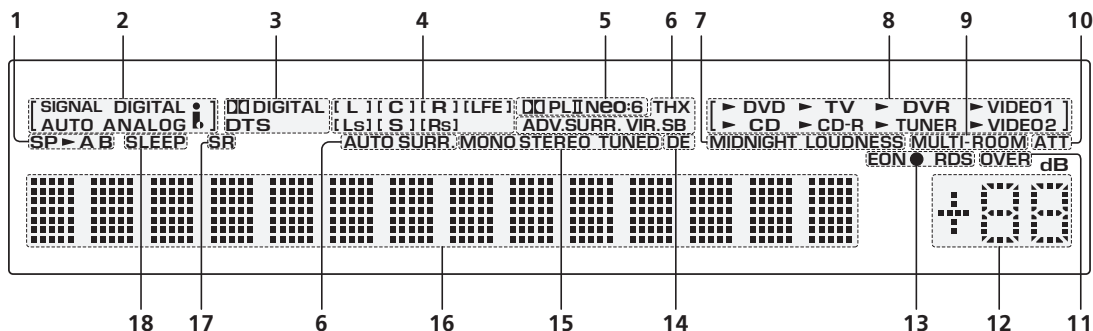 1 2 3 4 5 6 7 8 9 10
[ SIGNAL DIGITAL i ] DIGITAL [ L ] [ C ] [ R ] [LFE] PLII Neo:6 THX [ ► DVD ► TV ► DVR ► VIDEO1 ]
[ AUTO ANALOG ] DTS [Ls] [ S ] [Rs] ADV.SURR. VIR.SB [ ► CD ► CD-R ► TUNER ► VIDEO2 ]
SP ► A B SLEEP SR AUTO SURR. MONO STEREO TUNED DE MIDNIGHT LOUDNESS MULTI-ROOM ATT
EON ● RDS OVER dB
+88
18 17 6 16 15 14 13 12 11